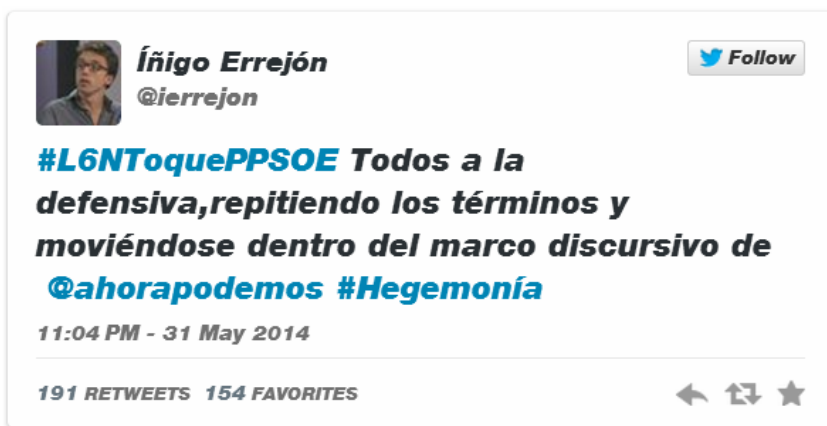 Íñigo Errejón
Follow
@ierrejon
#L6NToquePPSOE Todos a la
defensiva,repitiendo los términos y
moviéndose dentro del marco discursivo de
@ahorapodemos #Hegemonía
11:04 PM - 31 May 2014
191 RETWEETS 154 FAVORITES